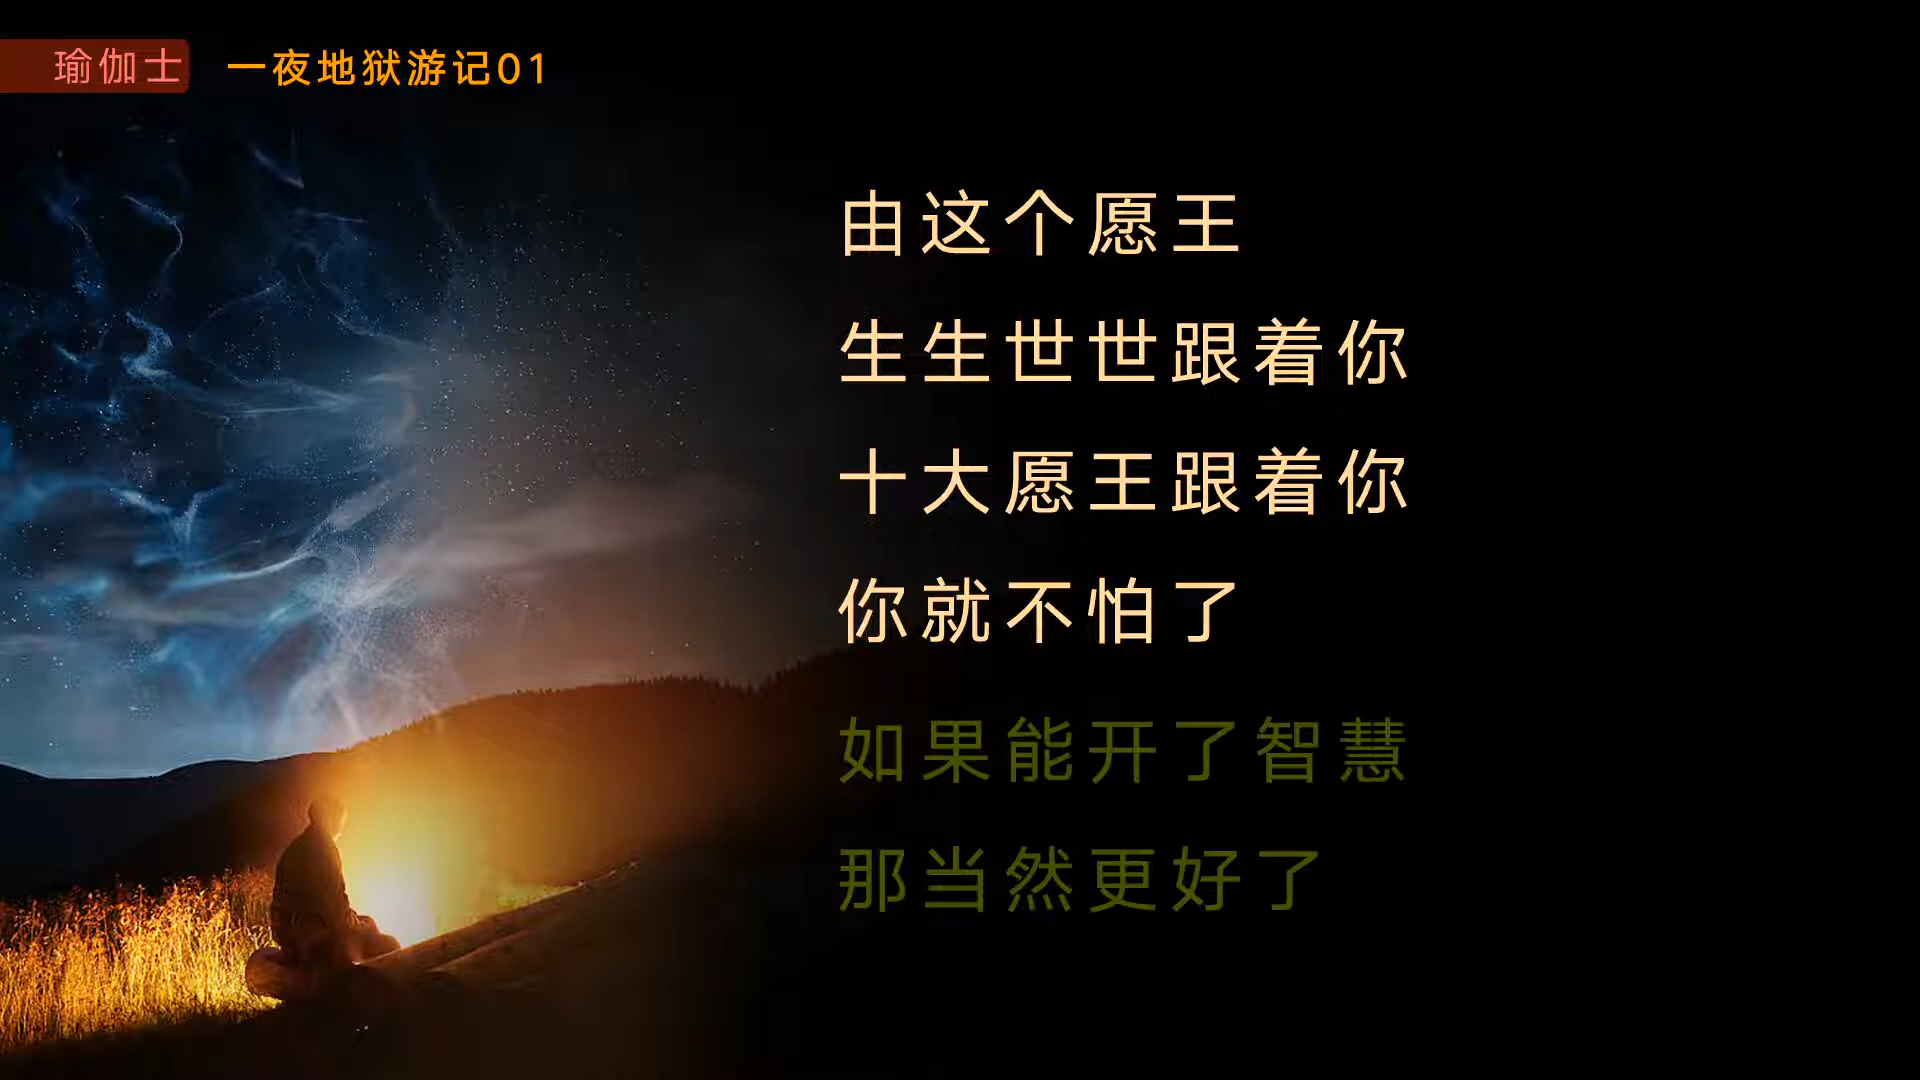 瑜伽士 一夜地狱游记01
由这个愿王
生生世世跟着你
十大愿王跟着你
你就不怕了
如果能开了智慧
那当然更好了